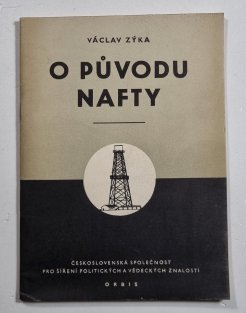 VÁCLAV ZÝKA
O PŮVODU
NAFTY
ČESKOSLOVENSKÁ SPOLEČNOST
PRO ŠÍŘENÍ POLITICKÝCH A VĚDECKÝCH ZNALOSTÍ
ORBIS